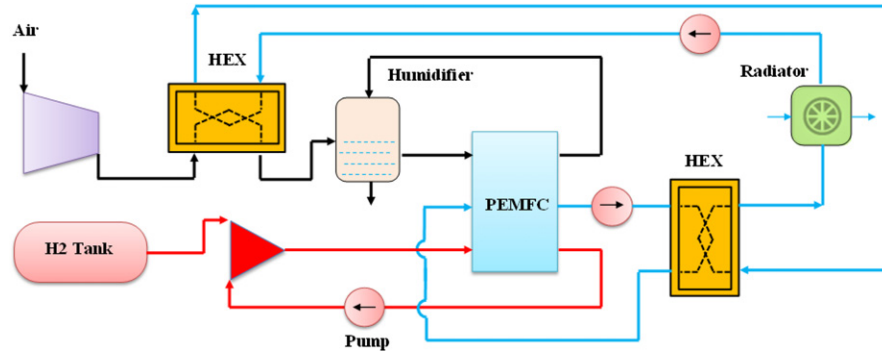 Air
HEX
Humidifier
Radiator
HEX
PEMFC
H2 Tank
Pump